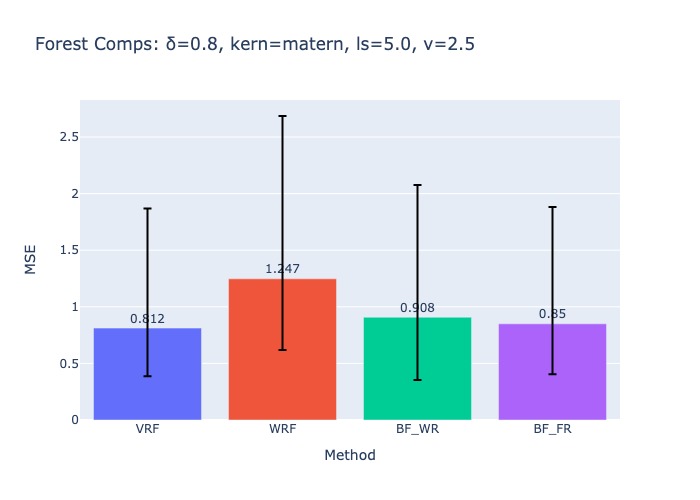 Forest Comps: δ=0.8, kern=matern, ls=5.0, v=2.5
MSE
2.5
2
1.5
1
0.5
0
0.812
1.247
0.908
0.85
VRF
WRF
BF_WR
BF_FR
Method